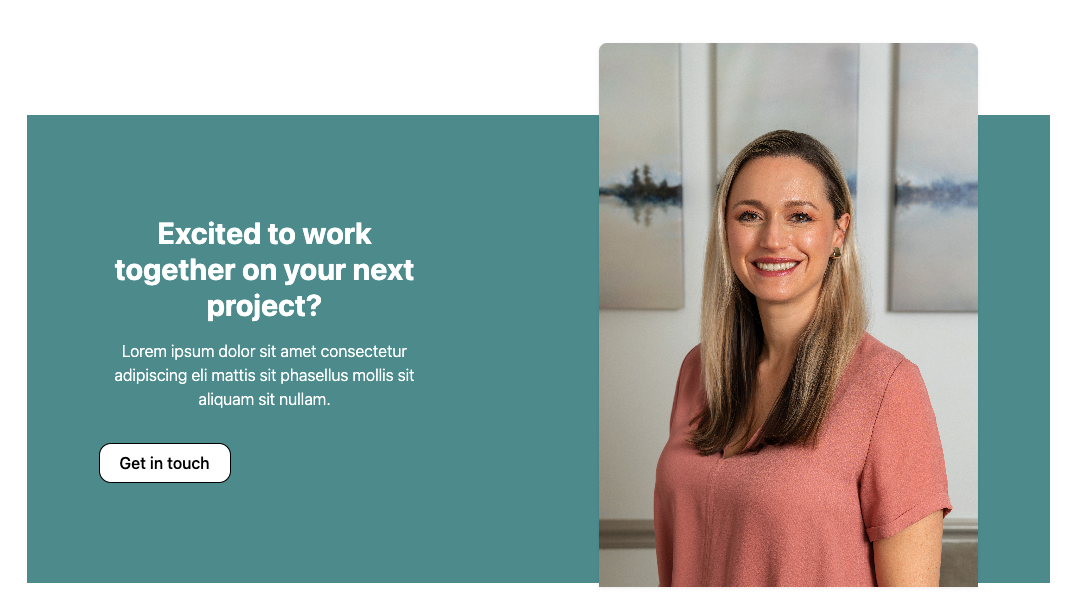 Excited to work
together on your next
project?
Lorem ipsum dolor sit amet consectetur
adipiscing eli mattis sit phasellus mollis sit
aliquam sit nullam.
Get in touch